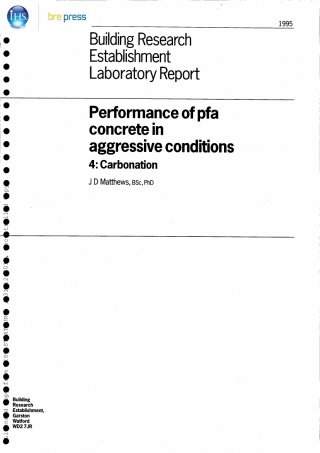 IHS
bre press
1995
Building Research
Establishment
Laboratory Report
Performance of pfa
concrete in
aggressive conditions
4: Carbonation
J D Matthews, BSc, PhD
Building
Research
Establishment,
Garston
Watford
WD2 7JR